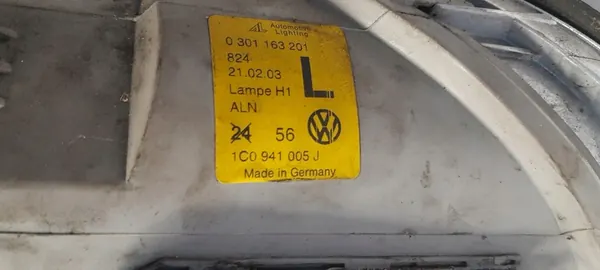 AL Automotive
Lighting
0 301 163 201
824
21.02.03
Lampe H1 L
ALN
24 56
1C0 941 005 J
Made in Germany